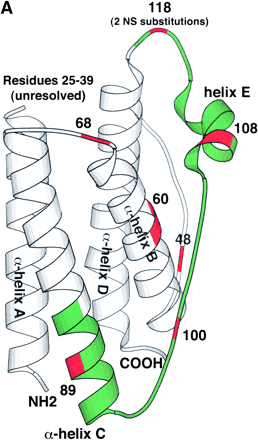 A
118
(2 NS substitutions)
Residues 25-39
(unresolved)
helix E
68
108
60
48
α-helix B
α-helix A
α-helix D
100
COOH
NH2
89
α-helix C